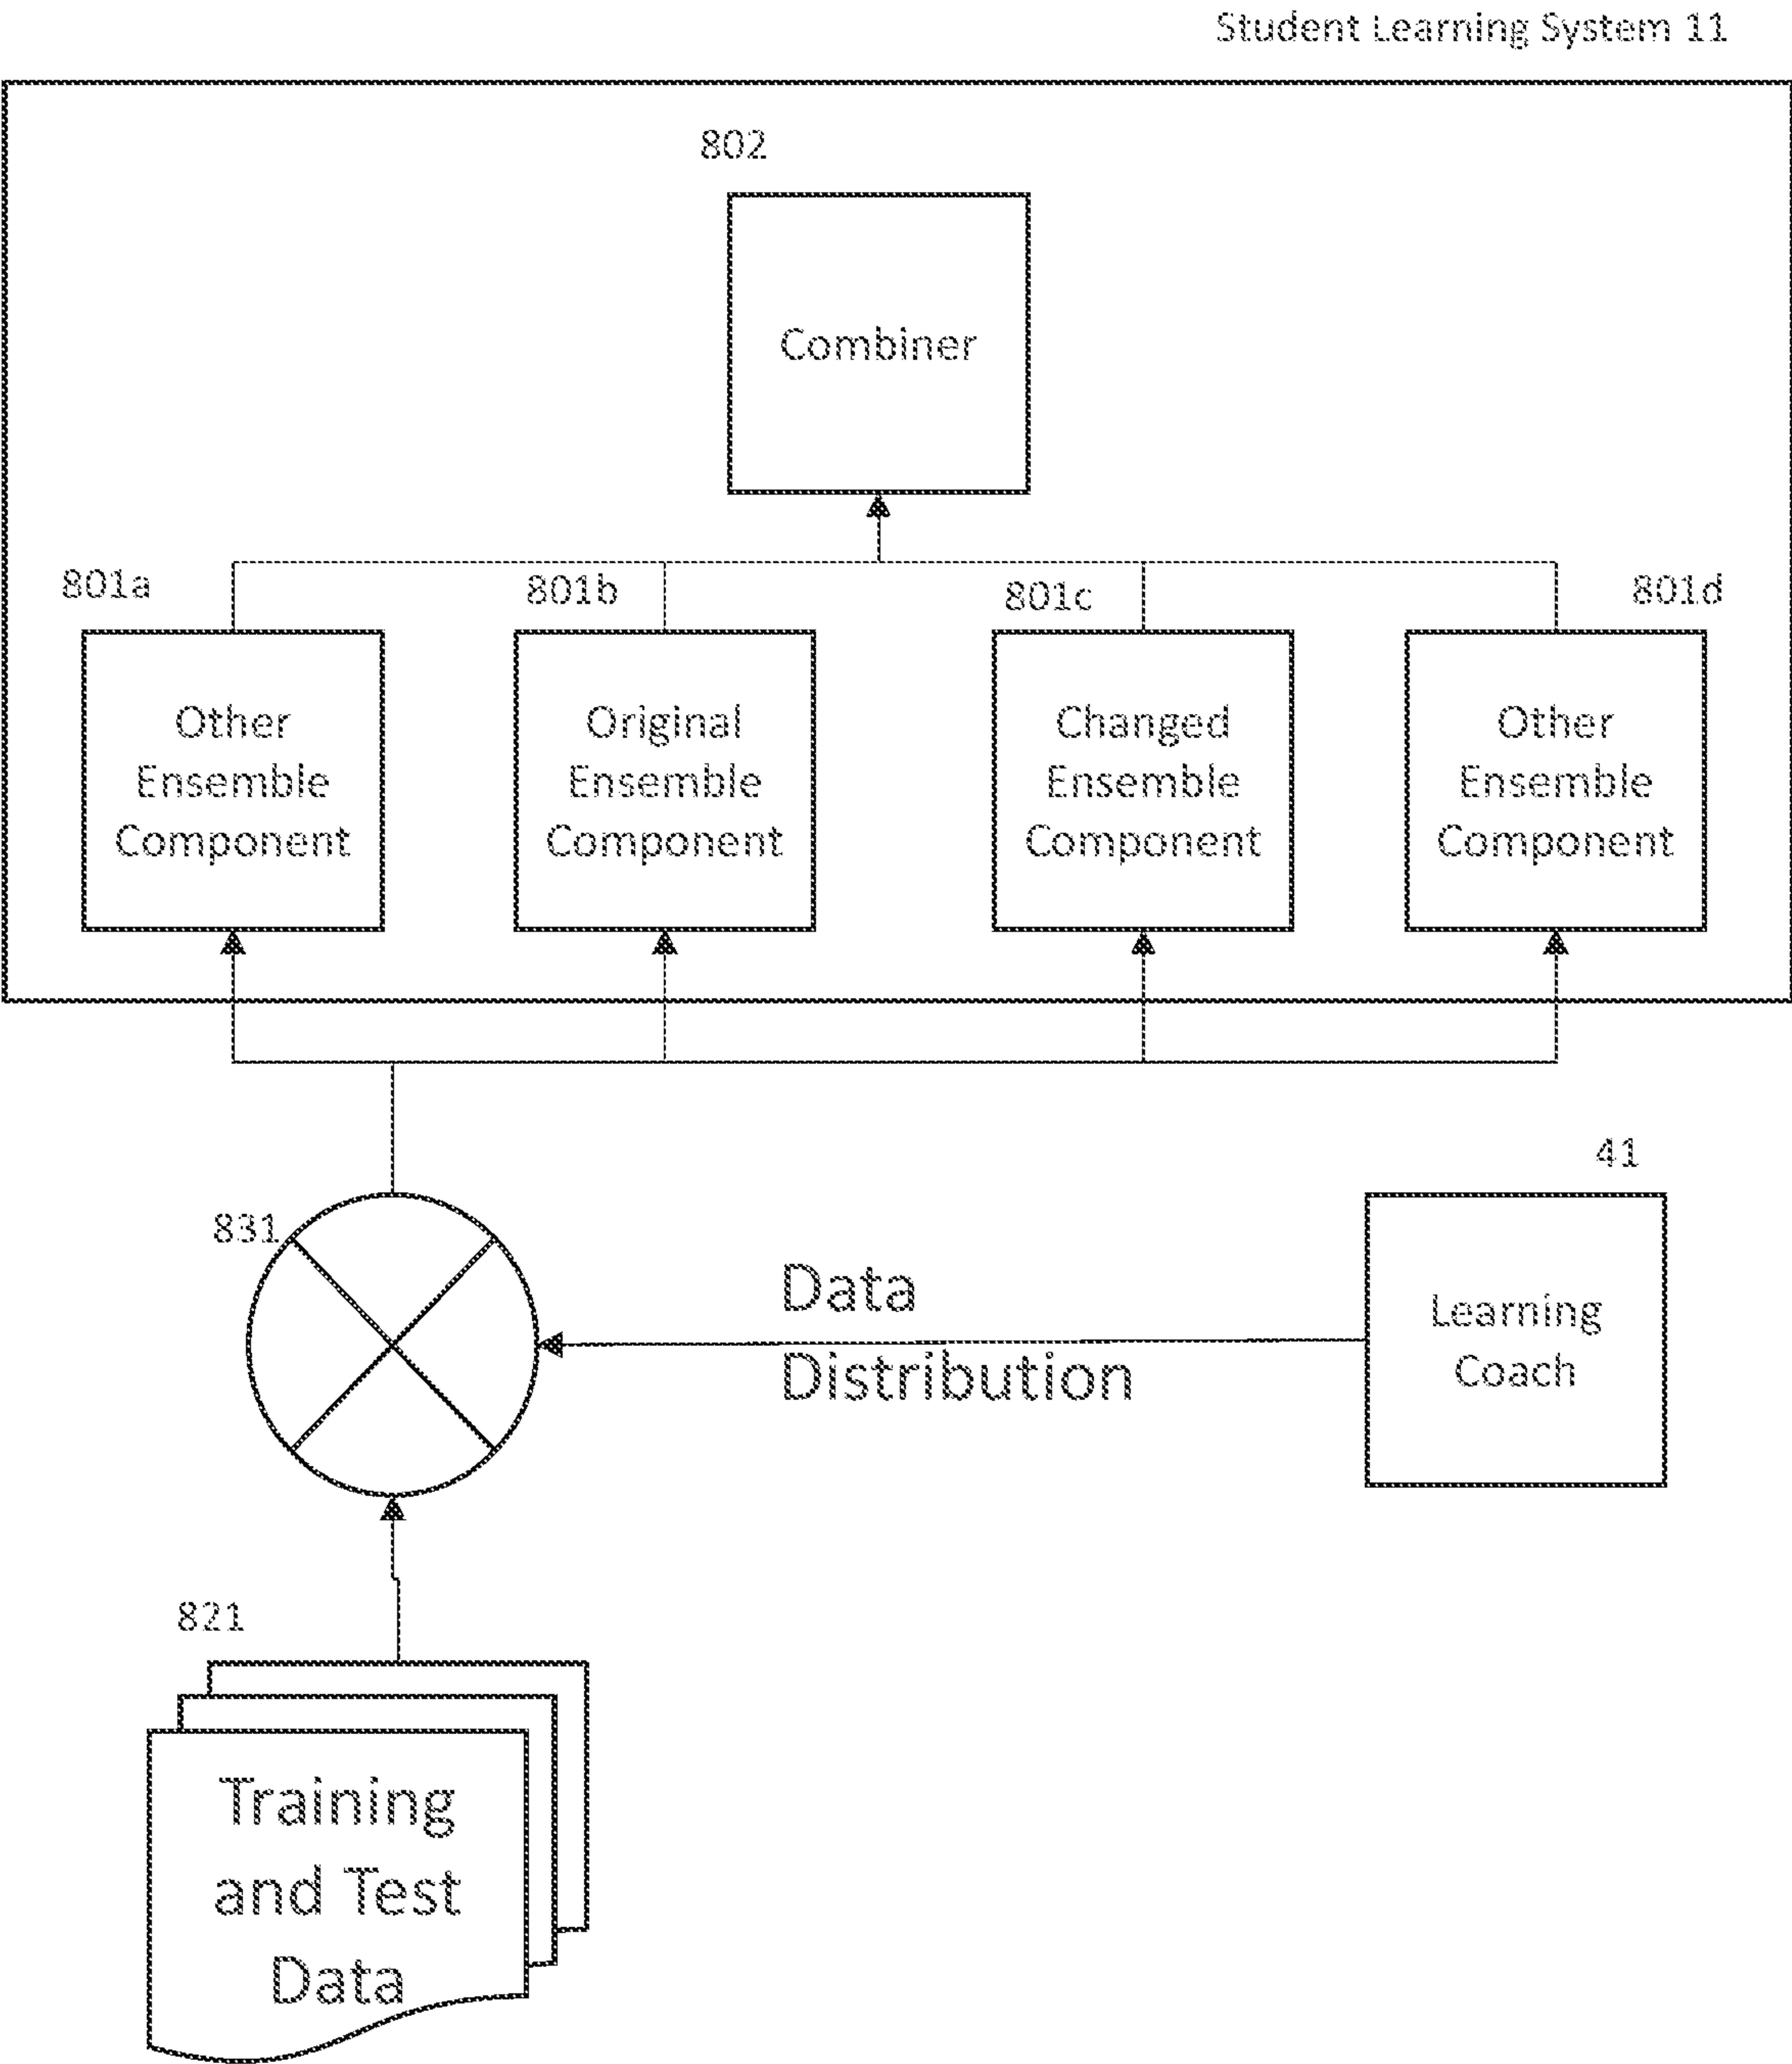 Student Learning System 11
802
Combiner
801a
801b
801c
801d
Other
Ensemble
Component
Original
Ensemble
Component
Changed
Ensemble
Component
Other
Ensemble
Component
41
831
Data
Distribution
Learning
Coach
821
Training
and Test
Data